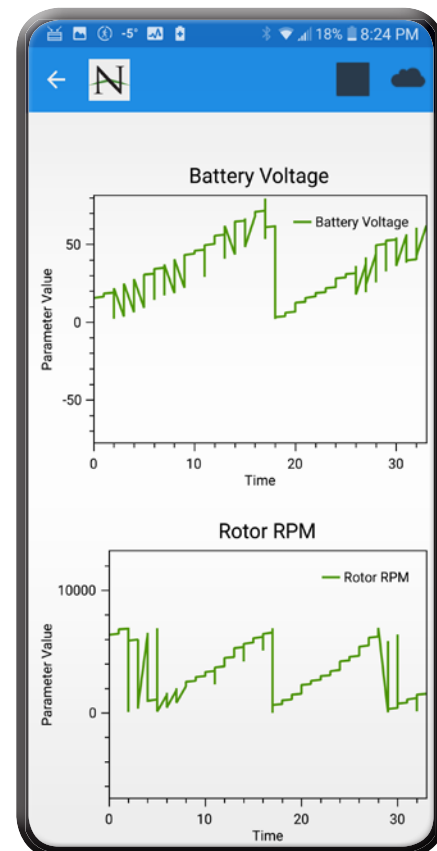 -5° 18% 8:24 PM
N
Battery Voltage
Battery Voltage
50
0
-50
Parameter Value
0 10 20 30
Time
Rotor RPM
Rotor RPM
10000
0
Parameter Value
0 10 20 30
Time